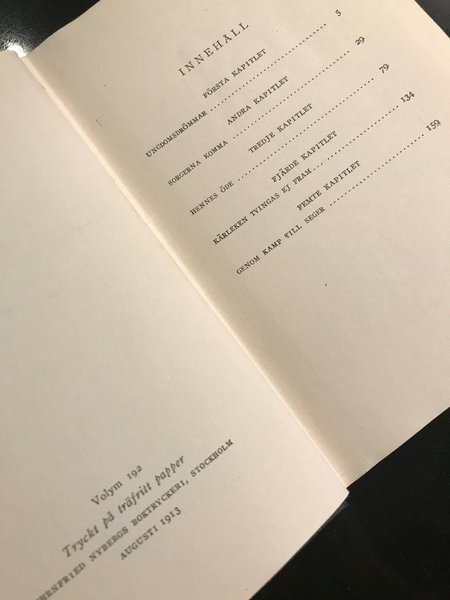 Volym 192
Tryckt på träfritt papper
NYBERGS BOKTRYCKERI, STOCKHOLM
AUGUSTI 1913
INNEHÅLL
FÖRSTA KAPITLET
UNGDOMSDRÖMMAR .................... 5
ANDRA KAPITLET
SORGERNA KOMMA .................... 29
TREDJE KAPITLET
HENNES ÖDE .................... 79
FJÄRDE KAPITLET
KÄRLEKEN TVINGAS EJ FRAM .................... 134
FEMTE KAPITLET
GENOM KAMP TILL SEGER .................... 159